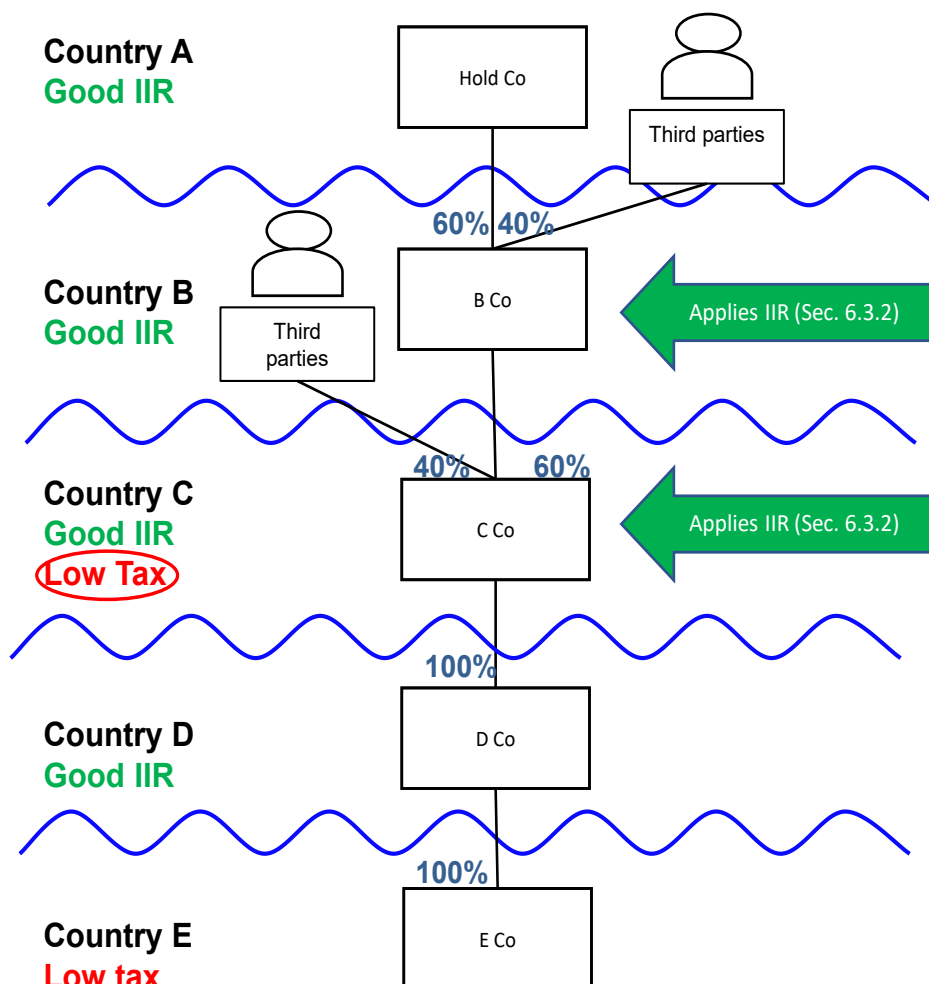 Country A
Good IIR
Hold Co
Third parties
60% 40%
Country B
Good IIR
B Co
Applies IIR (Sec. 6.3.2)
Third
parties
40% 60%
Country C
Good IIR
Low Tax
C Co
Applies IIR (Sec. 6.3.2)
100%
Country D
Good IIR
D Co
100%
Country E
Low tax
E Co